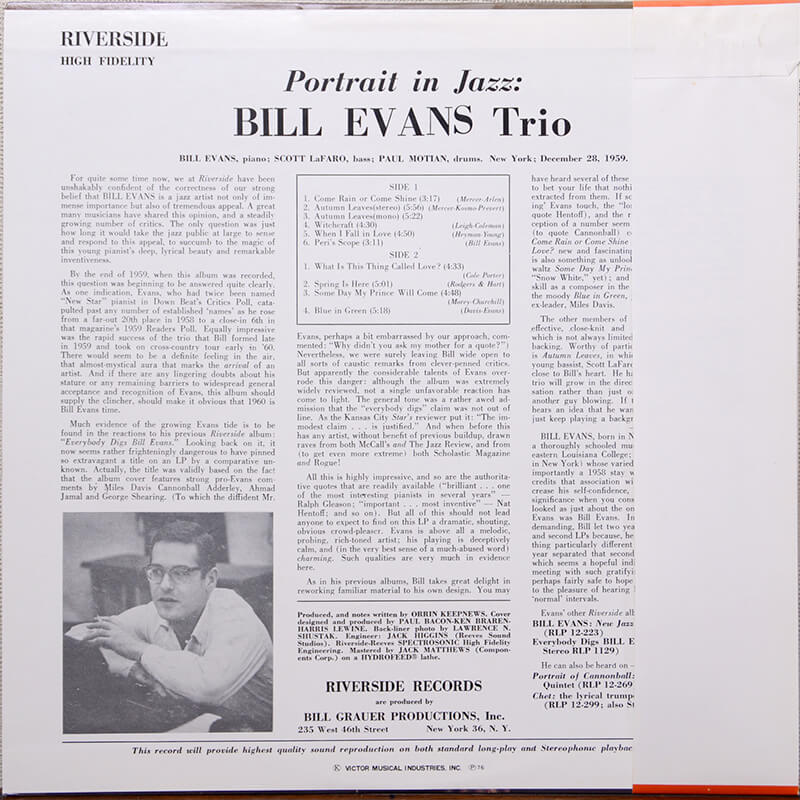 RIVERSIDE
HIGH FIDELITY
Portrait in Jazz:
BILL EVANS Trio
BILL EVANS, piano; SCOTT LaFARO, bass; PAUL MOTIAN, drums. New York; December 28, 1959.
For quite some time now, we at Riverside have been
unshakably confident of the correctness of our strong
belief that BILL EVANS is a jazz artist not only of im-
mense importance but also of tremendous appeal. A great
many musicians have shared this opinion, and a steadily
growing number of critics. The only question was just
how long it would take the jazz public at large to sense
and respond to this appeal, to succumb to the magic of
this young pianist's deep, lyrical beauty and remarkable
inventiveness.
By the end of 1959, when this album was recorded,
this question was beginning to be answered quite clearly.
As one indication, Evans, who had twice been named
"New Star" pianist in Down Beat's Critics Poll, cata-
pulted past any number of established 'names' as he rose
from a far-out 20th place in 1958 to a close-in 6th in
that magazine's 1959 Readers Poll. Equally impressive
was the rapid success of the trio that Bill formed late
in 1959 and took on cross-country tour early in '60.
There would seem to be a definite feeling in the air,
that almost-mystical aura that marks the arrival of an
artist. And if there are any lingering doubts about his
stature or any remaining barriers to widespread general
acceptance and recognition of Evans, this album should
supply the clincher, should make it obvious that 1960 is
Bill Evans time.
Much evidence of the growing Evans tide is to be
found in the reactions to his previous Riverside album:
"Everybody Digs Bill Evans." Looking back on it, it
now seems rather frighteningly dangerous to have pinned
so extravagant a title on an LP by a comparative un-
known. Actually, the title was validly based on the fact
that the album cover features strong pro-Evans com-
ments by Miles Davis Cannonball Adderley, Ahmad
Jamal and George Shearing. (To which the diffident Mr.
SIDE 1
1. Come Rain or Come Shine (3:17) (Mercer-Arlen)
2. Autumn Leaves(stereo) (5:56) (Mercer-Kosmo-Prevert)
3. Autumn Leaves(mono) (5:22)
4. Witchcraft (4:30) (Leigh-Coleman)
5. When I Fall in Love (4:50) (Heyman-Young)
6. Peri's Scope (3:11) (Bill Evans)
SIDE 2
1. What Is This Thing Called Love? (4:33)
(Cole Porter)
2. Spring Is Here (5:01) (Rodgers & Hart)
3. Some Day My Prince Will Come (4:48)
(Morey-Churchill)
4. Blue in Green (5:18) (Davis-Evans)
Evans, perhaps a bit embarrassed by our approach, com-
mented: "Why didn't you ask my mother for a quote?")
Nevertheless, we were surely leaving Bill wide open to
all sorts of caustic remarks from clever-penned critics.
But apparently the considerable talents of Evans over-
rode this danger: although the album was extremely
widely reviewed, not a single unfavorable reaction has
come to light. The general tone was a rather awed ad-
mission that the "everybody digs" claim was not out of
line. As the Kansas City Star's reviewer put it: "The im-
modest claim . . . is justified." And when before this
has any artist, without benefit of previous buildup, drawn
raves from both McCall's and The Jazz Review, and from
(to get even more extreme) both Scholastic Magazine
and Rogue!
All this is highly impressive, and so are the authorita-
tive quotes that are readily available ("brilliant . . . one
of the most interesting pianists in several years" —
Ralph Gleason; "important . . . most inventive" — Nat
Hentoff; and so on). But all of this should not lead
anyone to expect to find on this LP a dramatic, shouting,
obvious crowd-pleaser. Evans is above all a melodic,
probing, rich-toned artist; his playing is deceptively
calm, and (in the very best sense of a much-abused word)
charming. Such qualities are very much in evidence
here.
As in his previous albums, Bill takes great delight in
reworking familiar material to his own design. You may
Produced, and notes written by ORRIN KEEPNEWS. Cover
designed and produced by PAUL BACON-KEN BRAREN-
HARRIS LEWINE. Back-liner photo by LAWRENCE N.
SHUSTAK. Engineer: JACK HIGGINS (Reeves Sound
Studios). Riverside-Reeves SPECTROSONIC High Fidelity
Engineering. Mastered by JACK MATTHEWS (Compon-
ents Corp.) on a HYDROFEED® lathe.
RIVERSIDE RECORDS
are produced by
BILL GRAUER PRODUCTIONS, Inc.
235 West 46th Street New York 36, N. Y.
have heard several of these
to bet your life that nothi
extracted from them. If sc
ing' Evans touch, the "lo
quote Hentoff), and the r
ception of a number seem
(to quote Cannonball) c
Come Rain or Come Shine
Love? new and fascinating
is also something as unlool
waltz Some Day My Prin
"Snow White," yet); and
skill as a composer in the
the moody Blue in Green,
ex-leader, Miles Davis.
The other members of
effective, close-knit and
which is not always limited
backing. Worthy of parti
is Autumn Leaves, in whic
young bassist, Scott LaFaro
close to Bill's heart. He h
trio will grow in the direc
sation rather than just o
another guy blowing. If
hears an idea that he wan
just keep playing a backgr
BILL EVANS, born in N
a thoroughly schooled mu
eastern Louisiana College;
in New York) whose varied
importantly a 1958 stay w
credits that association wi
crease his self-confidence,
significance when you cons
looked as just about the on
Evans was Bill Evans. In
demanding, Bill let two yea
and second LPs because, he
thing particularly different
year separated that second
which seems a hopeful indi
meeting with such gratifyi
perhaps fairly safe to hope
to the pleasure of hearing
'normal' intervals.
Evans' other Riverside alb
BILL EVANS: New Jazz
(RLP 12-223)
Everybody Digs BILL E
Stereo RLP 1129)
He can also be heard on —
Portrait of Cannonball:
Quintet (RLP 12-269
Chet: the lyrical trump
(RLP 12-299; also St
This record will provide highest quality sound reproduction on both standard long-play and Stereophonic playbac
Ⓚ VICTOR MUSICAL INDUSTRIES, INC. Ⓟ76